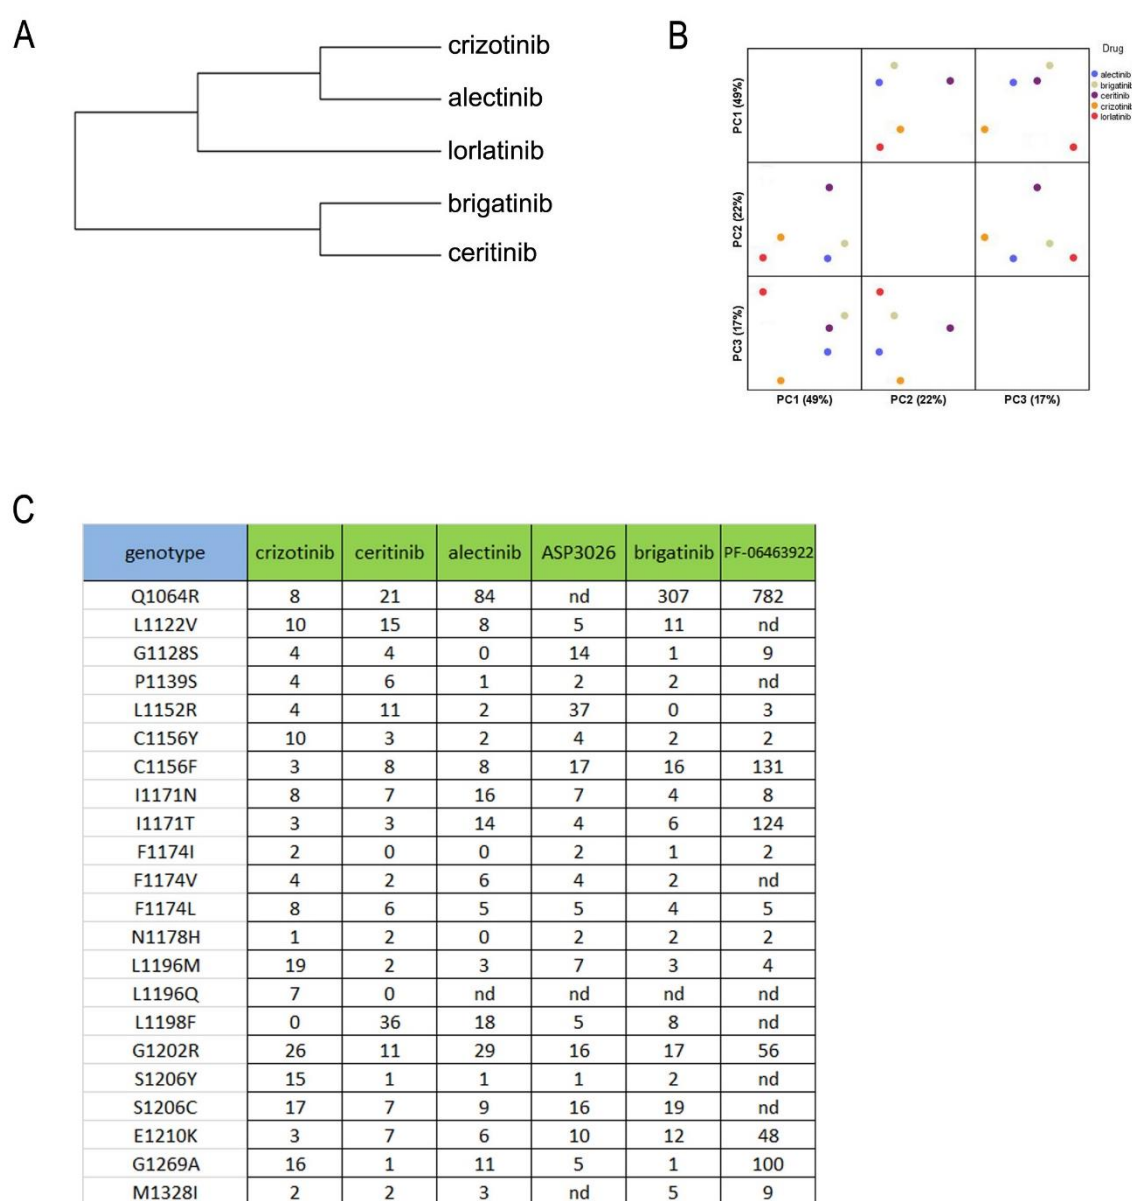 A
crizotinib
alectinib
lorlatinib
brigatinib
ceritinib
B
Drug
alectinib
brigatinib
ceritinib
crizotinib
lorlatinib
PC1 (49%)
PC2 (22%)
PC3 (17%)
PC1 (49%) PC2 (22%) PC3 (17%)
C
genotype crizotinib ceritinib alectinib ASP3026 brigatinib PF-06463922
Q1064R 8 21 84 nd 307 782
L1122V 10 15 8 5 11 nd
G1128S 4 4 0 14 1 9
P1139S 4 6 1 2 2 nd
L1152R 4 11 2 37 0 3
C1156Y 10 3 2 4 2 2
C1156F 3 8 8 17 16 131
I1171N 8 7 16 7 4 8
I1171T 3 3 14 4 6 124
F1174I 2 0 0 2 1 2
F1174V 4 2 6 4 2 nd
F1174L 8 6 5 5 4 5
N1178H 1 2 0 2 2 2
L1196M 19 2 3 7 3 4
L1196Q 7 0 nd nd nd nd
L1198F 0 36 18 5 8 nd
G1202R 26 11 29 16 17 56
S1206Y 15 1 1 1 2 nd
S1206C 17 7 9 16 19 nd
E1210K 3 7 6 10 12 48
G1269A 16 1 11 5 1 100
M1328I 2 2 3 nd 5 9